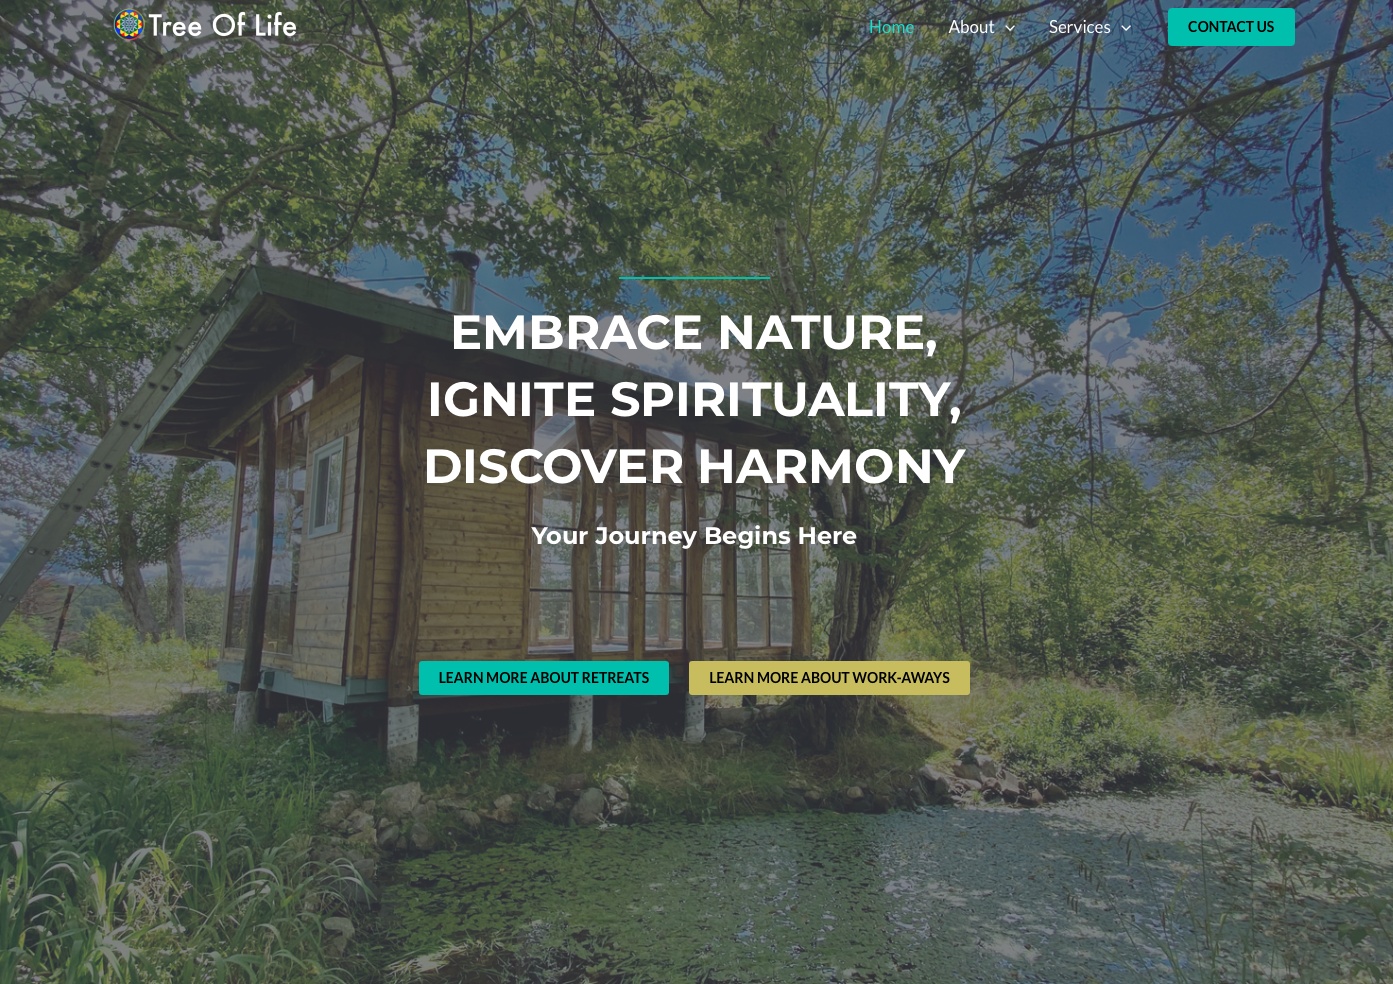 Tree Of Life
Home About Services CONTACT US
EMBRACE NATURE,
IGNITE SPIRITUALITY,
DISCOVER HARMONY
Your Journey Begins Here
LEARN MORE ABOUT RETREATS LEARN MORE ABOUT WORK-AWAYS